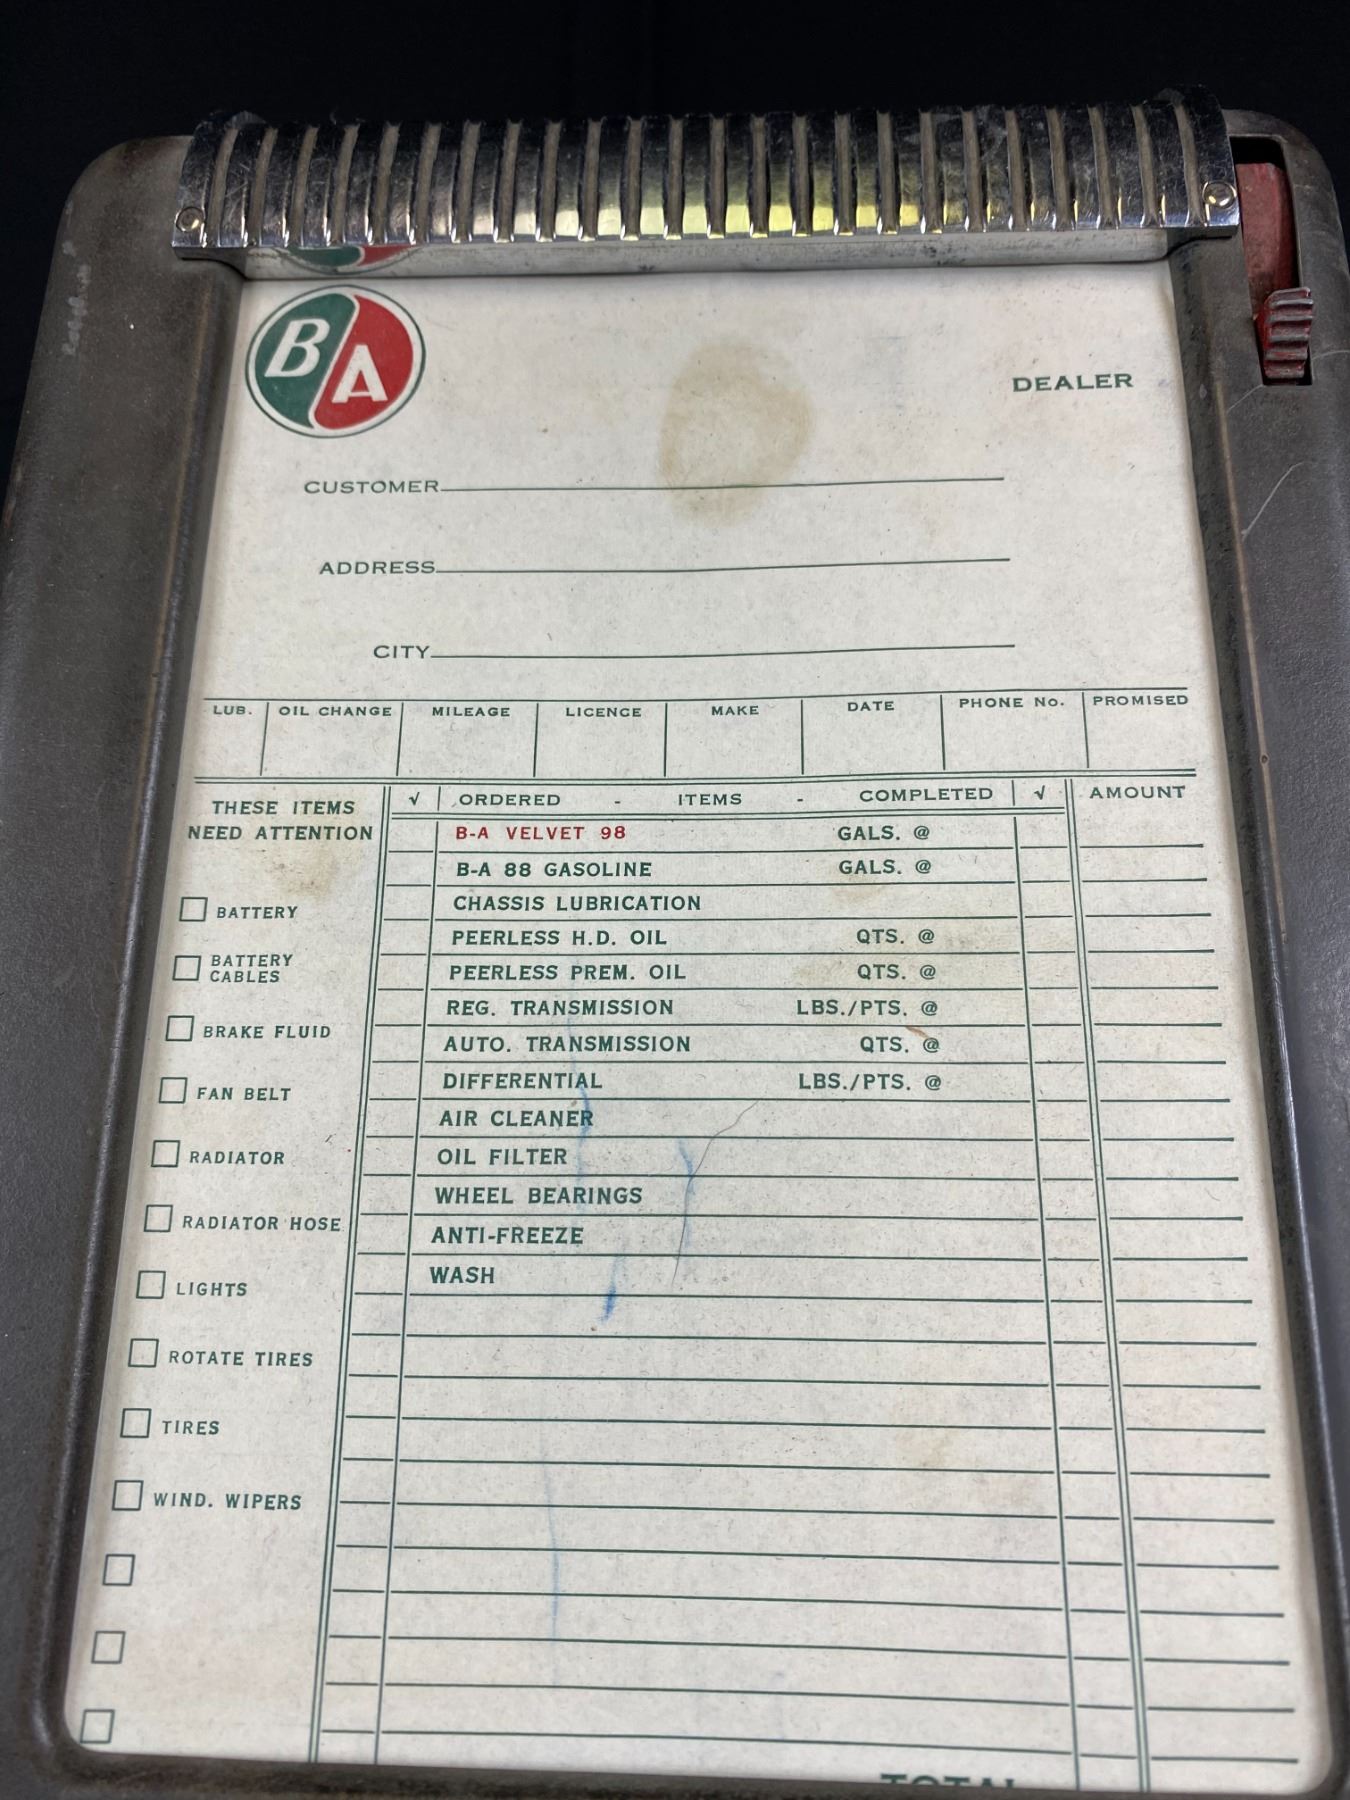 B A
DEALER
CUSTOMER
ADDRESS
CITY
LUB. OIL CHANGE MILEAGE LICENCE MAKE DATE PHONE No. PROMISED
THESE ITEMS
NEED ATTENTION
√ ORDERED - ITEMS - COMPLETED √ AMOUNT
B-A VELVET 98 GALS. @
B-A 88 GASOLINE GALS. @
CHASSIS LUBRICATION
PEERLESS H.D. OIL QTS. @
PEERLESS PREM. OIL QTS. @
REG. TRANSMISSION LBS./PTS. @
AUTO. TRANSMISSION QTS. @
DIFFERENTIAL LBS./PTS. @
AIR CLEANER
OIL FILTER
WHEEL BEARINGS
ANTI-FREEZE
WASH
BATTERY
BATTERY
CABLES
BRAKE FLUID
FAN BELT
RADIATOR
RADIATOR HOSE
LIGHTS
ROTATE TIRES
TIRES
WIND. WIPERS
TOTAL